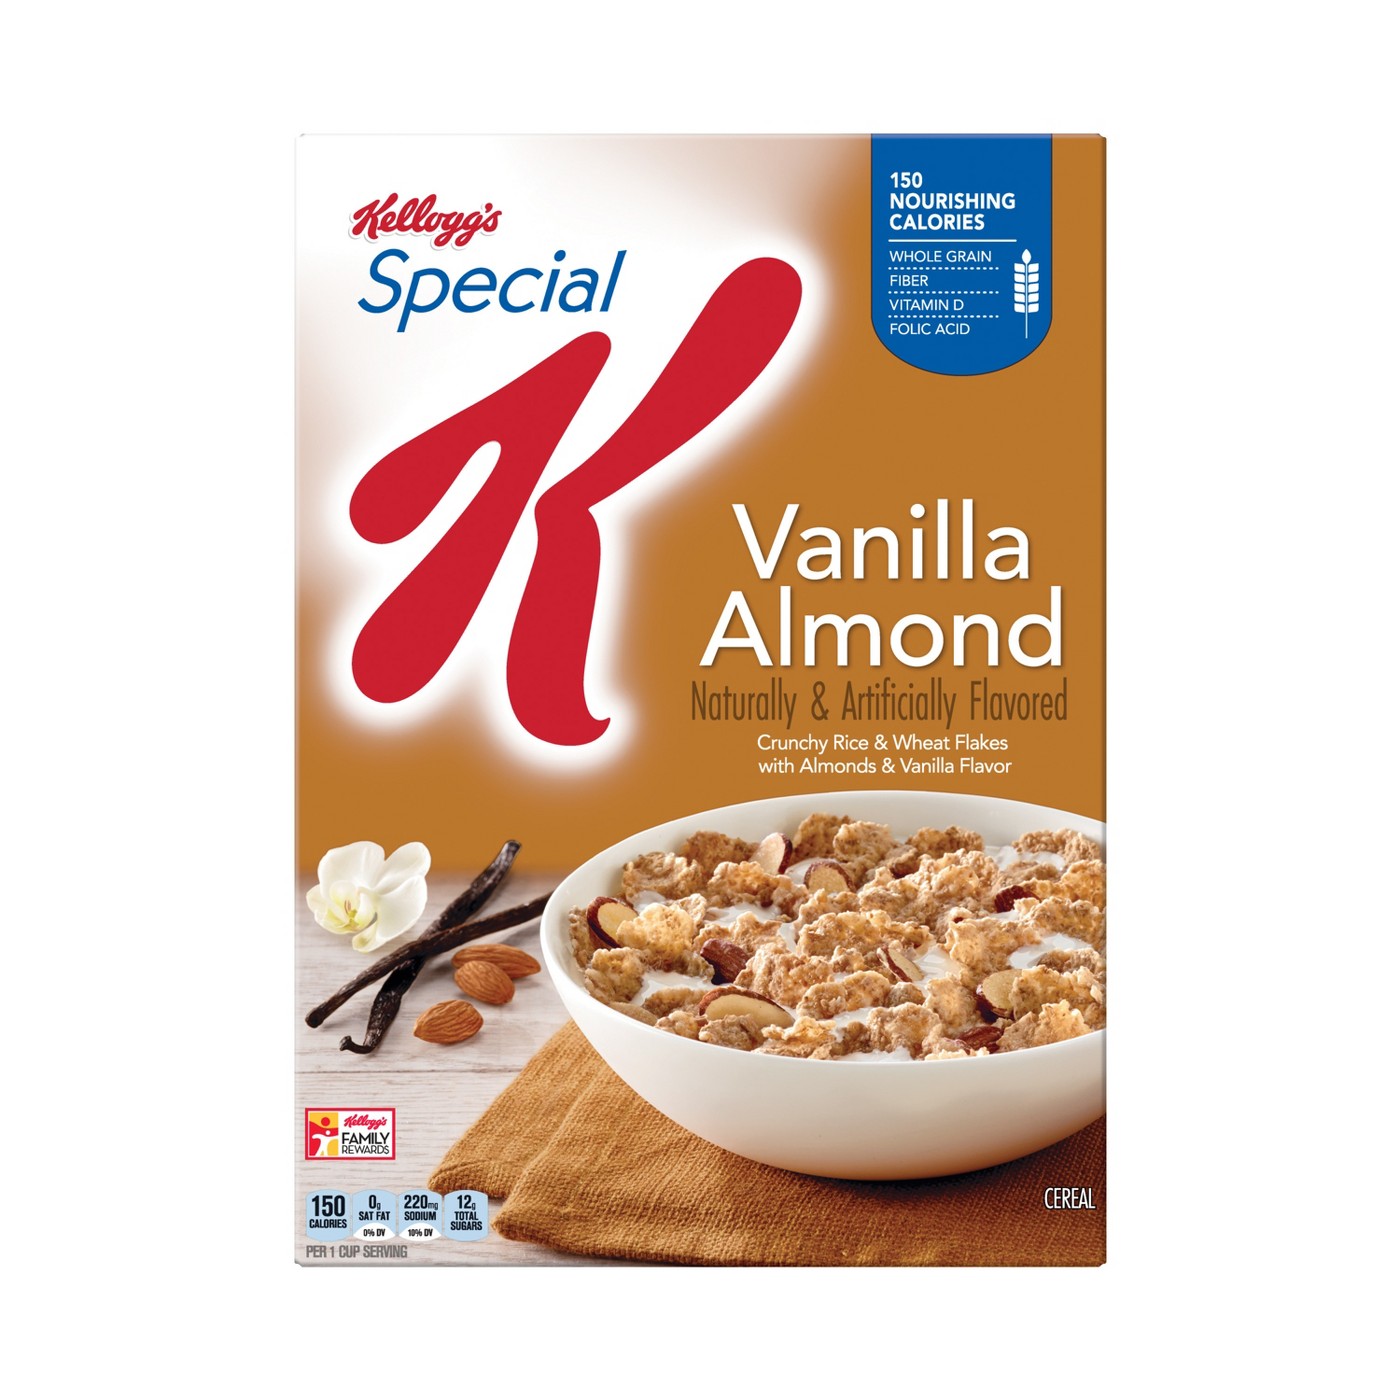 Kellogg's
Special
K
150
NOURISHING
CALORIES
WHOLE GRAIN
FIBER
VITAMIN D
FOLIC ACID
Vanilla
Almond
Naturally & Artificially Flavored
Crunchy Rice & Wheat Flakes
with Almonds & Vanilla Flavor
Kellogg's
FAMILY
REWARDS
150
CALORIES
0g
SAT FAT
0% DV
220mg
SODIUM
10% DV
12g
TOTAL
SUGARS
PER 1 CUP SERVING
CEREAL